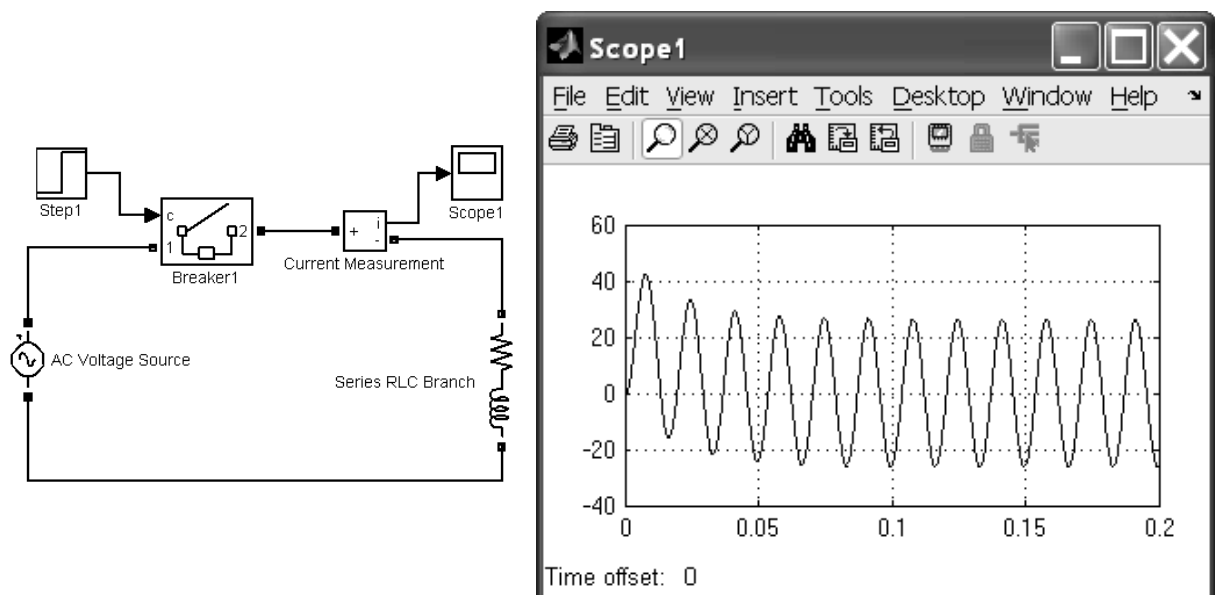 Step1
c
1
2
Breaker1
+
i
-
Current Measurement
Scope1
AC Voltage Source
Series RLC Branch
Scope1
File Edit View Insert Tools Desktop Window Help
60
40
20
0
-20
-40
0 0.05 0.1 0.15 0.2
Time offset: 0